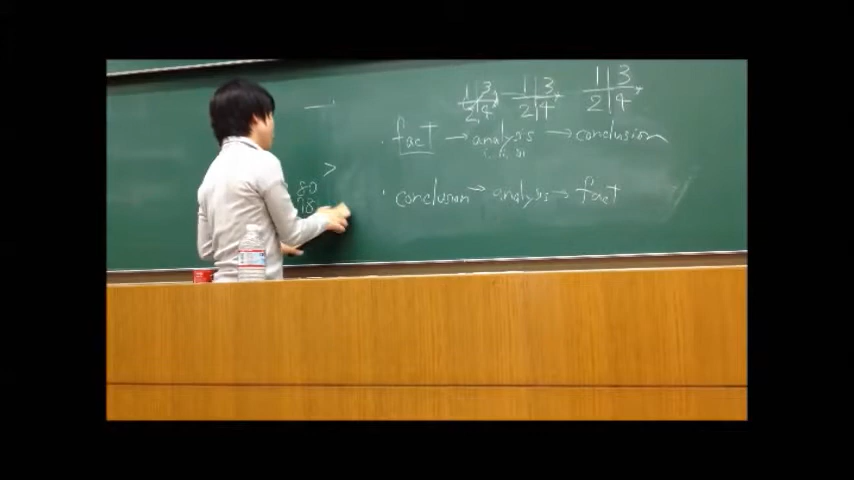 1 3 1 3 1 3
2 4 2 4 2 4
· fact → analysis → conclusion
>
80
· conclusion → analysis → fact
78